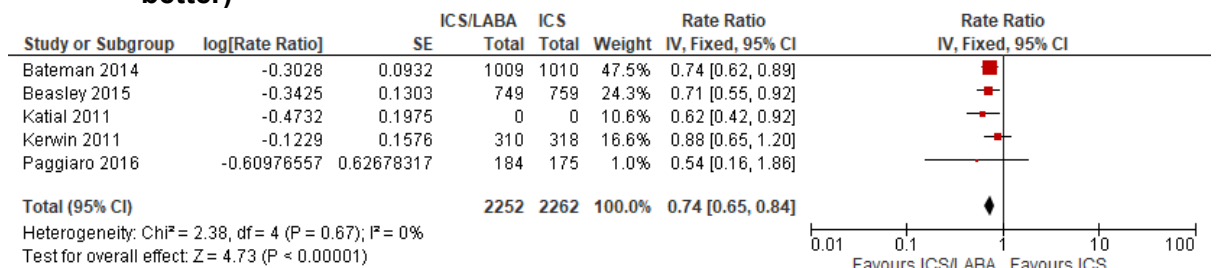 better)
ICS/LABA ICS Rate Ratio Rate Ratio
Study or Subgroup log[Rate Ratio] SE Total Total Weight IV, Fixed, 95% CI IV, Fixed, 95% CI
Bateman 2014 -0.3028 0.0932 1009 1010 47.5% 0.74 [0.62, 0.89]
Beasley 2015 -0.3425 0.1303 749 759 24.3% 0.71 [0.55, 0.92]
Katial 2011 -0.4732 0.1975 0 0 10.6% 0.62 [0.42, 0.92]
Kerwin 2011 -0.1229 0.1576 310 318 16.6% 0.88 [0.65, 1.20]
Paggiaro 2016 -0.60976557 0.62678317 184 175 1.0% 0.54 [0.16, 1.86]
Total (95% CI) 2252 2262 100.0% 0.74 [0.65, 0.84]
Heterogeneity: Chi² = 2.38, df = 4 (P = 0.67); I² = 0%
Test for overall effect: Z = 4.73 (P < 0.00001)
0.01 0.1 1 10 100
Favours ICS/LABA Favours ICS